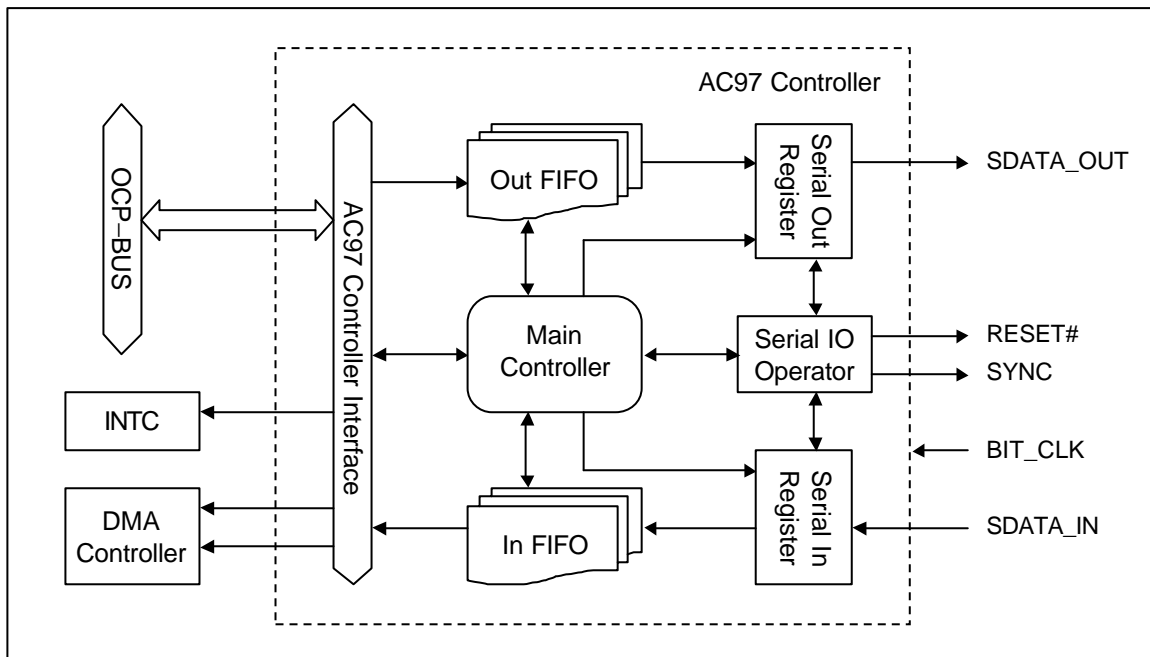 AC97 Controller
OCP–BUS
AC97 Controller Interface
Out FIFO
Serial Out
Register
SDATA_OUT
Main
Controller
Serial IO
Operator
RESET#
SYNC
INTC
BIT_CLK
DMA
Controller
In FIFO
Serial In
Register
SDATA_IN